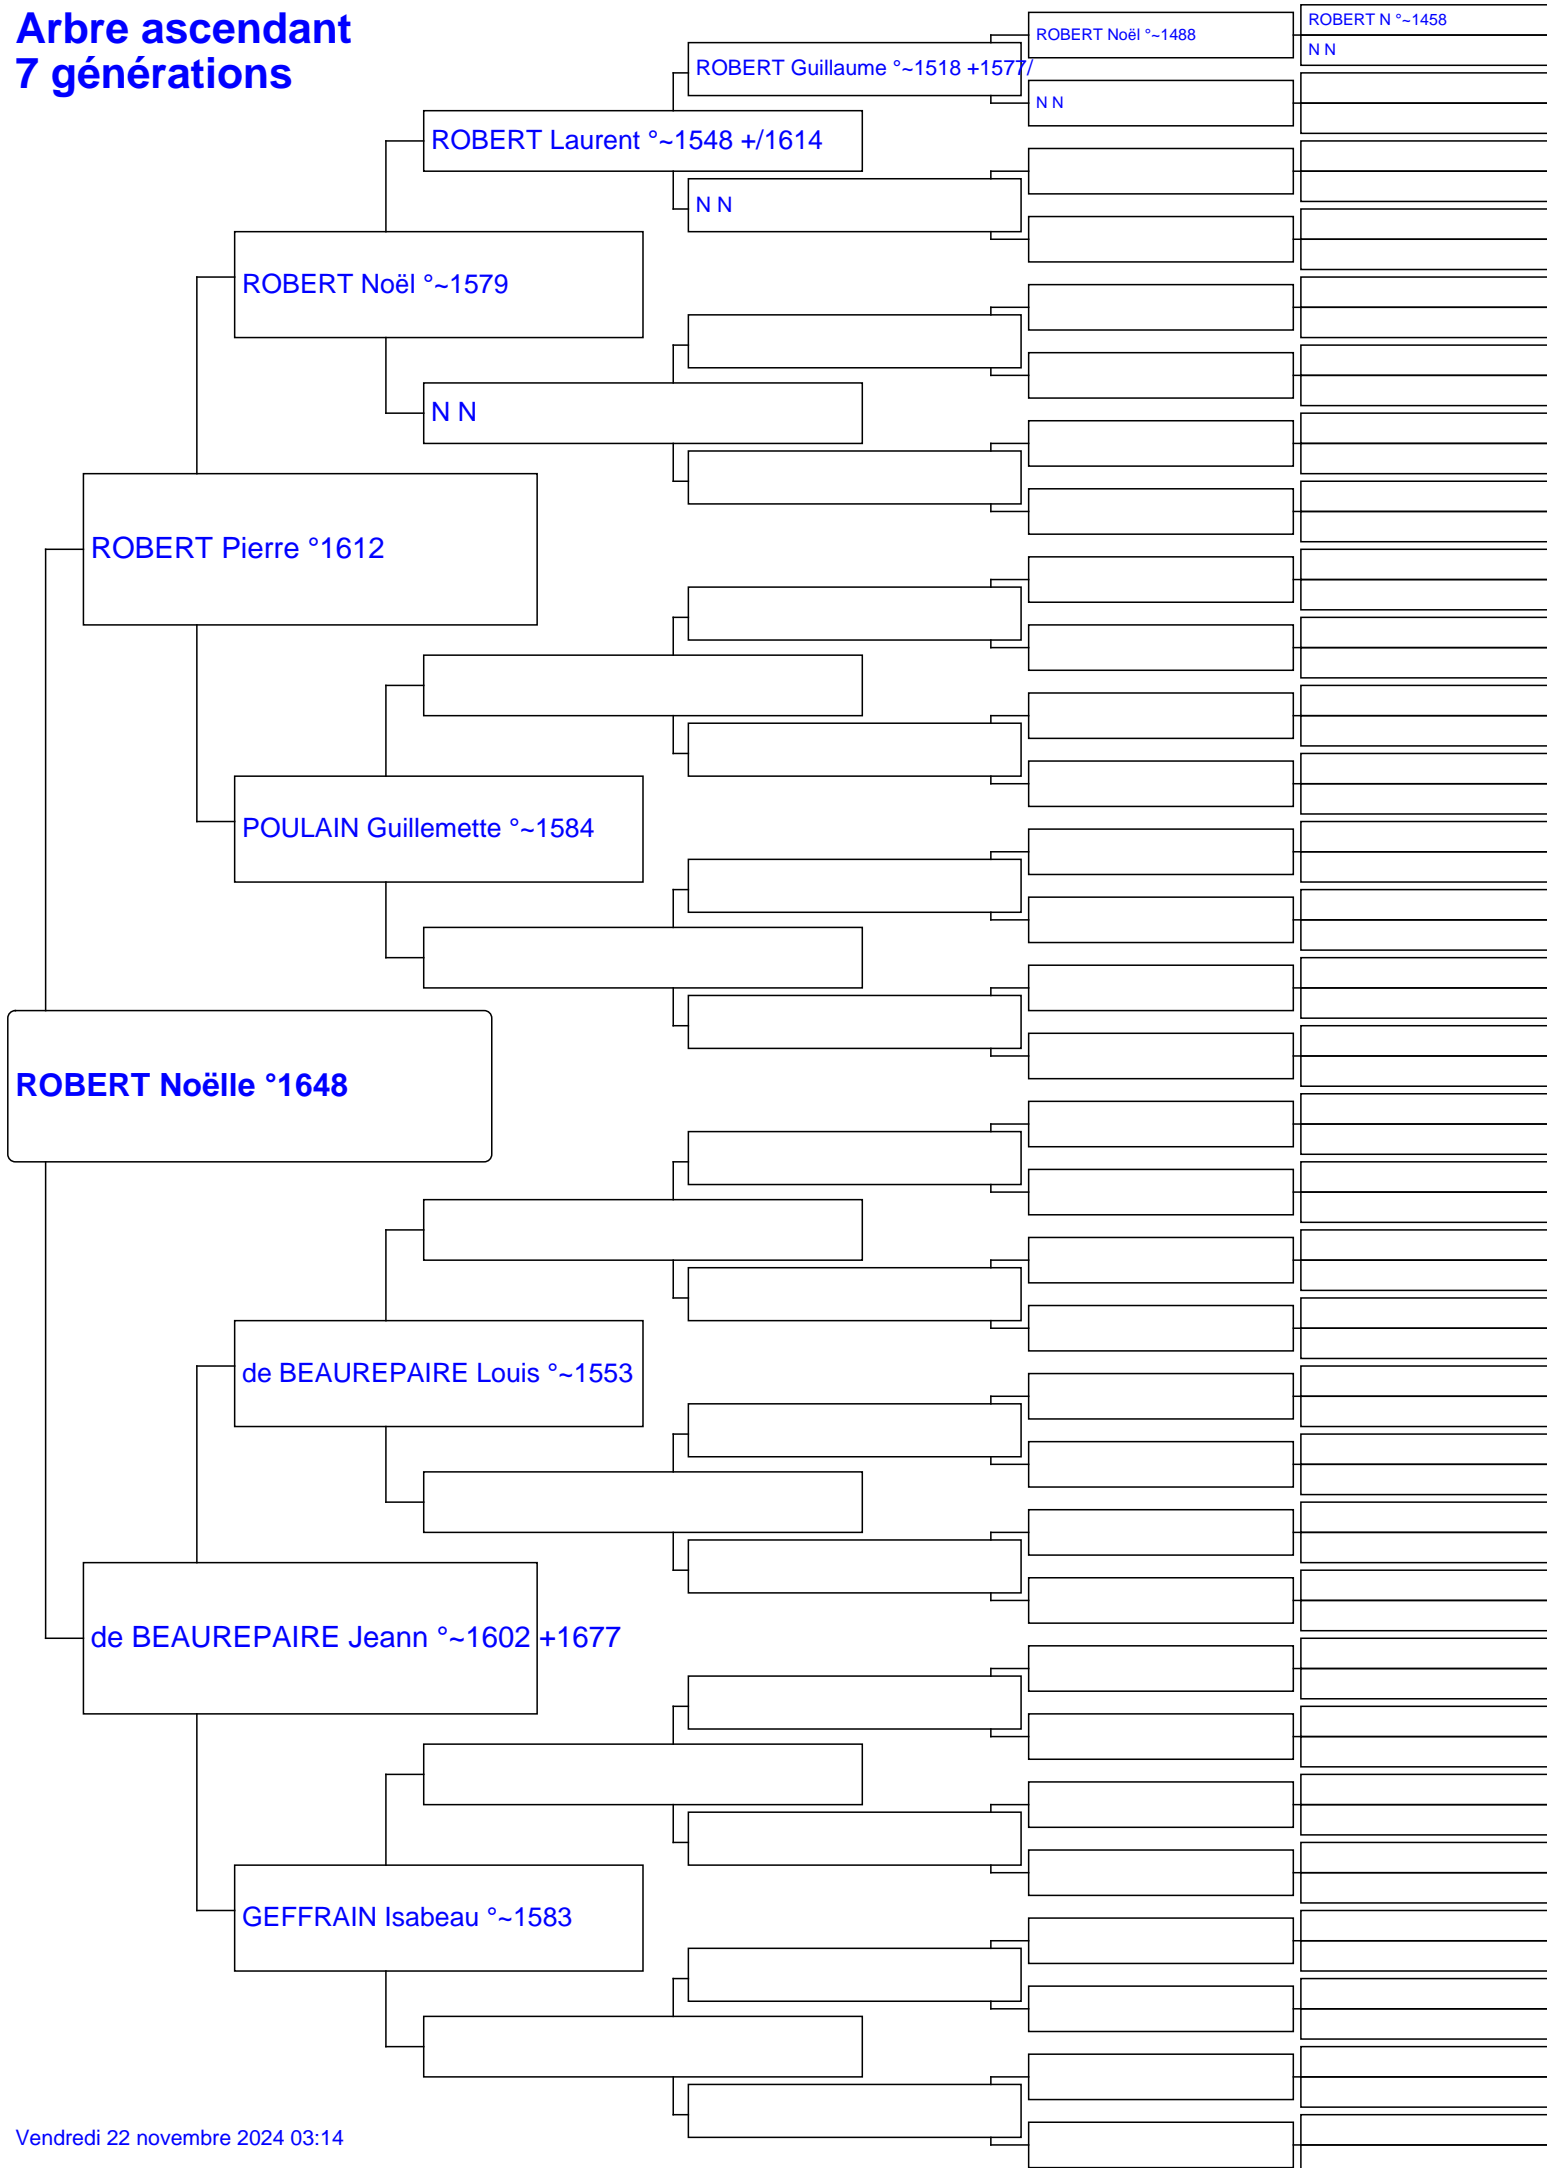 Arbre ascendant
7 générations
ROBERT Noël °~1488
ROBERT N °~1458
N N
ROBERT Guillaume °~1518 +1577/
N N
ROBERT Laurent °~1548 +/1614
N N
ROBERT Noël °~1579
N N
ROBERT Pierre °1612
POULAIN Guillemette °~1584
ROBERT Noëlle °1648
de BEAUREPAIRE Louis °~1553
de BEAUREPAIRE Jeann °~1602 +1677
GEFFRAIN Isabeau °~1583
Vendredi 22 novembre 2024 03:14